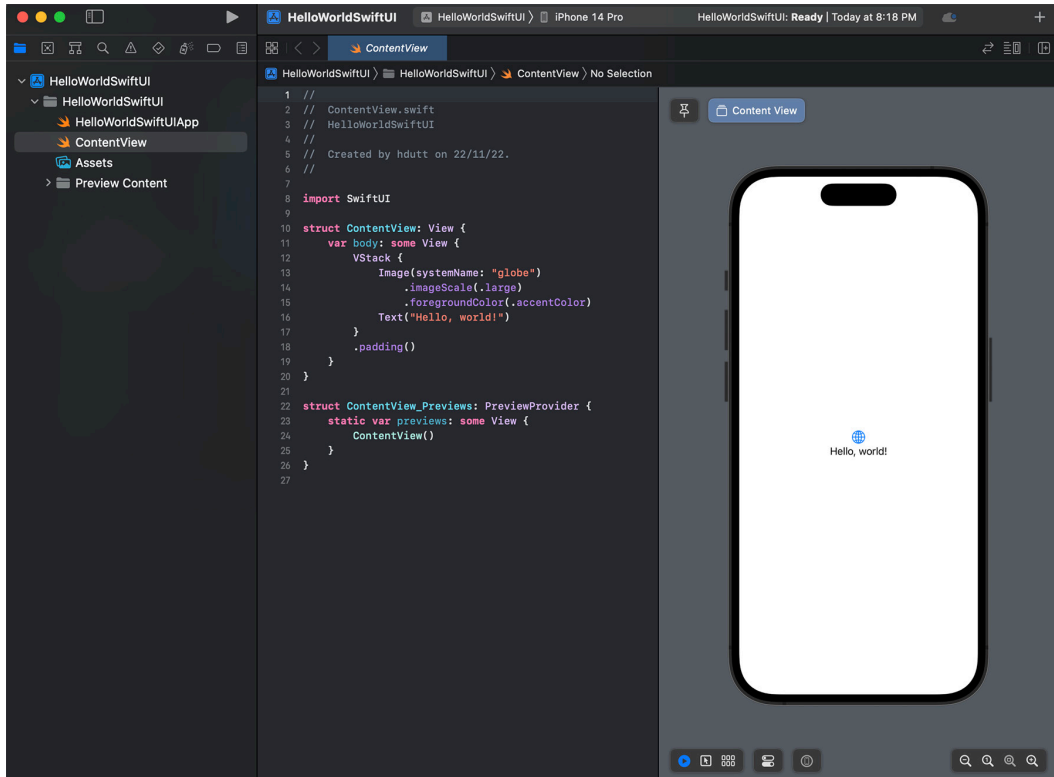 HelloWorldSwiftUI
HelloWorldSwiftUI 〉 iPhone 14 Pro
HelloWorldSwiftUI: Ready | Today at 8:18 PM
ContentView
HelloWorldSwiftUI 〉 HelloWorldSwiftUI 〉 ContentView 〉 No Selection
HelloWorldSwiftUI
HelloWorldSwiftUI
HelloWorldSwiftUIApp
ContentView
Assets
Preview Content
1 //
2 //  ContentView.swift
3 //  HelloWorldSwiftUI
4 //
5 //  Created by hdutt on 22/11/22.
6 //
7
8 import SwiftUI
9
10 struct ContentView: View {
11     var body: some View {
12         VStack {
13             Image(systemName: "globe")
14                 .imageScale(.large)
15                 .foregroundColor(.accentColor)
16             Text("Hello, world!")
17         }
18         .padding()
19     }
20 }
21
22 struct ContentView_Previews: PreviewProvider {
23     static var previews: some View {
24         ContentView()
25     }
26 }
27
Content View
Hello, world!